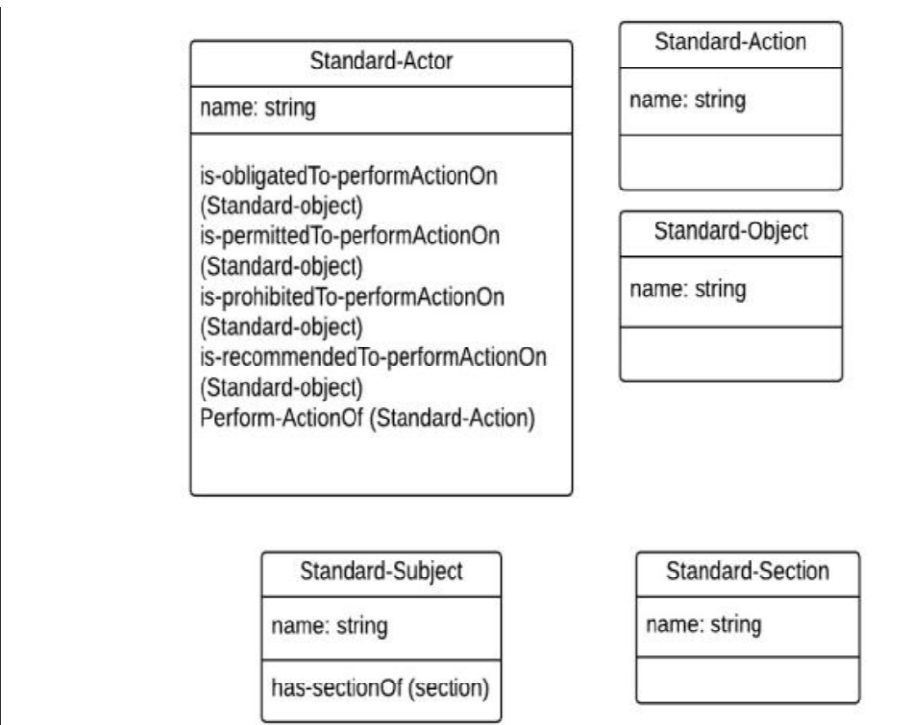 Standard-Actor
name: string
is-obligatedTo-performActionOn
(Standard-object)
is-permittedTo-performActionOn
(Standard-object)
is-prohibitedTo-performActionOn
(Standard-object)
is-recommendedTo-performActionOn
(Standard-object)
Perform-ActionOf (Standard-Action)
Standard-Action
name: string
Standard-Object
name: string
Standard-Subject
name: string
has-sectionOf (section)
Standard-Section
name: string